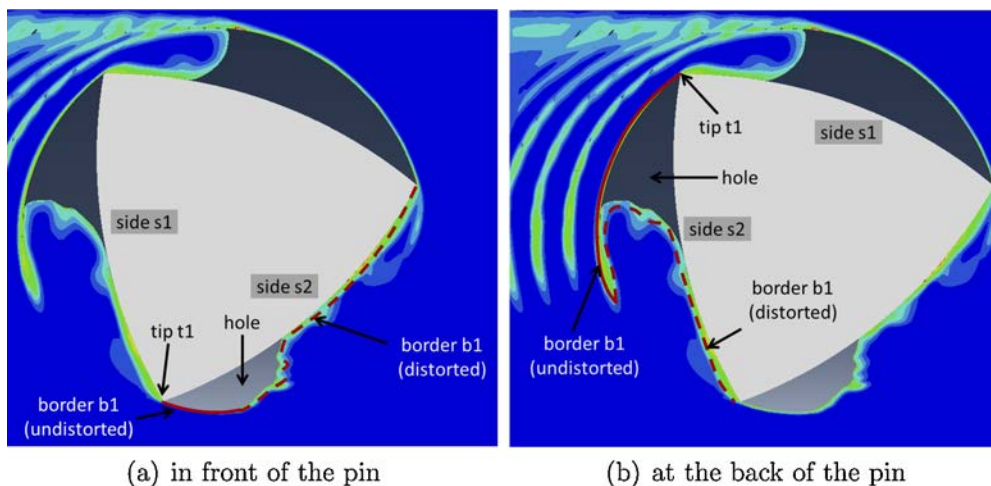 side s1
side s2
tip t1
hole
border b1
(undistorted)
border b1
(distorted)
(a) in front of the pin
tip t1
side s1
hole
side s2
border b1
(distorted)
border b1
(undistorted)
(b) at the back of the pin